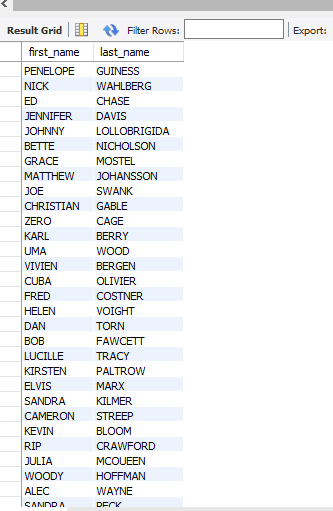 Result Grid Filter Rows: Export:
first_name last_name
PENELOPE GUINESS
NICK WAHLBERG
ED CHASE
JENNIFER DAVIS
JOHNNY LOLLOBRIGIDA
BETTE NICHOLSON
GRACE MOSTEL
MATTHEW JOHANSSON
JOE SWANK
CHRISTIAN GABLE
ZERO CAGE
KARL BERRY
UMA WOOD
VIVIEN BERGEN
CUBA OLIVIER
FRED COSTNER
HELEN VOIGHT
DAN TORN
BOB FAWCETT
LUCILLE TRACY
KIRSTEN PALTROW
ELVIS MARX
SANDRA KILMER
CAMERON STREEP
KEVIN BLOOM
RIP CRAWFORD
JULIA MCQUEEN
WOODY HOFFMAN
ALEC WAYNE
SANDRA PECK